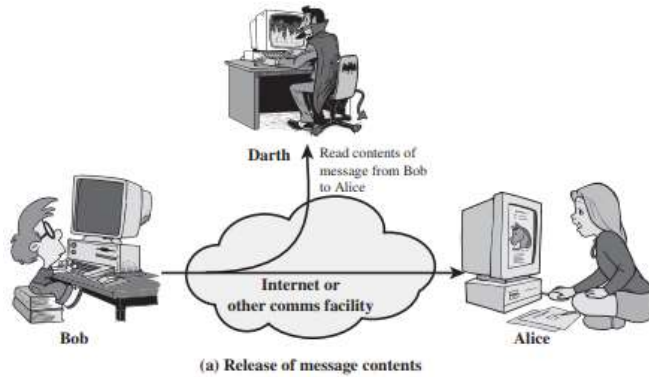 Darth
Read contents of
message from Bob
to Alice
Internet or
other comms facility
Bob
Alice
(a) Release of message contents